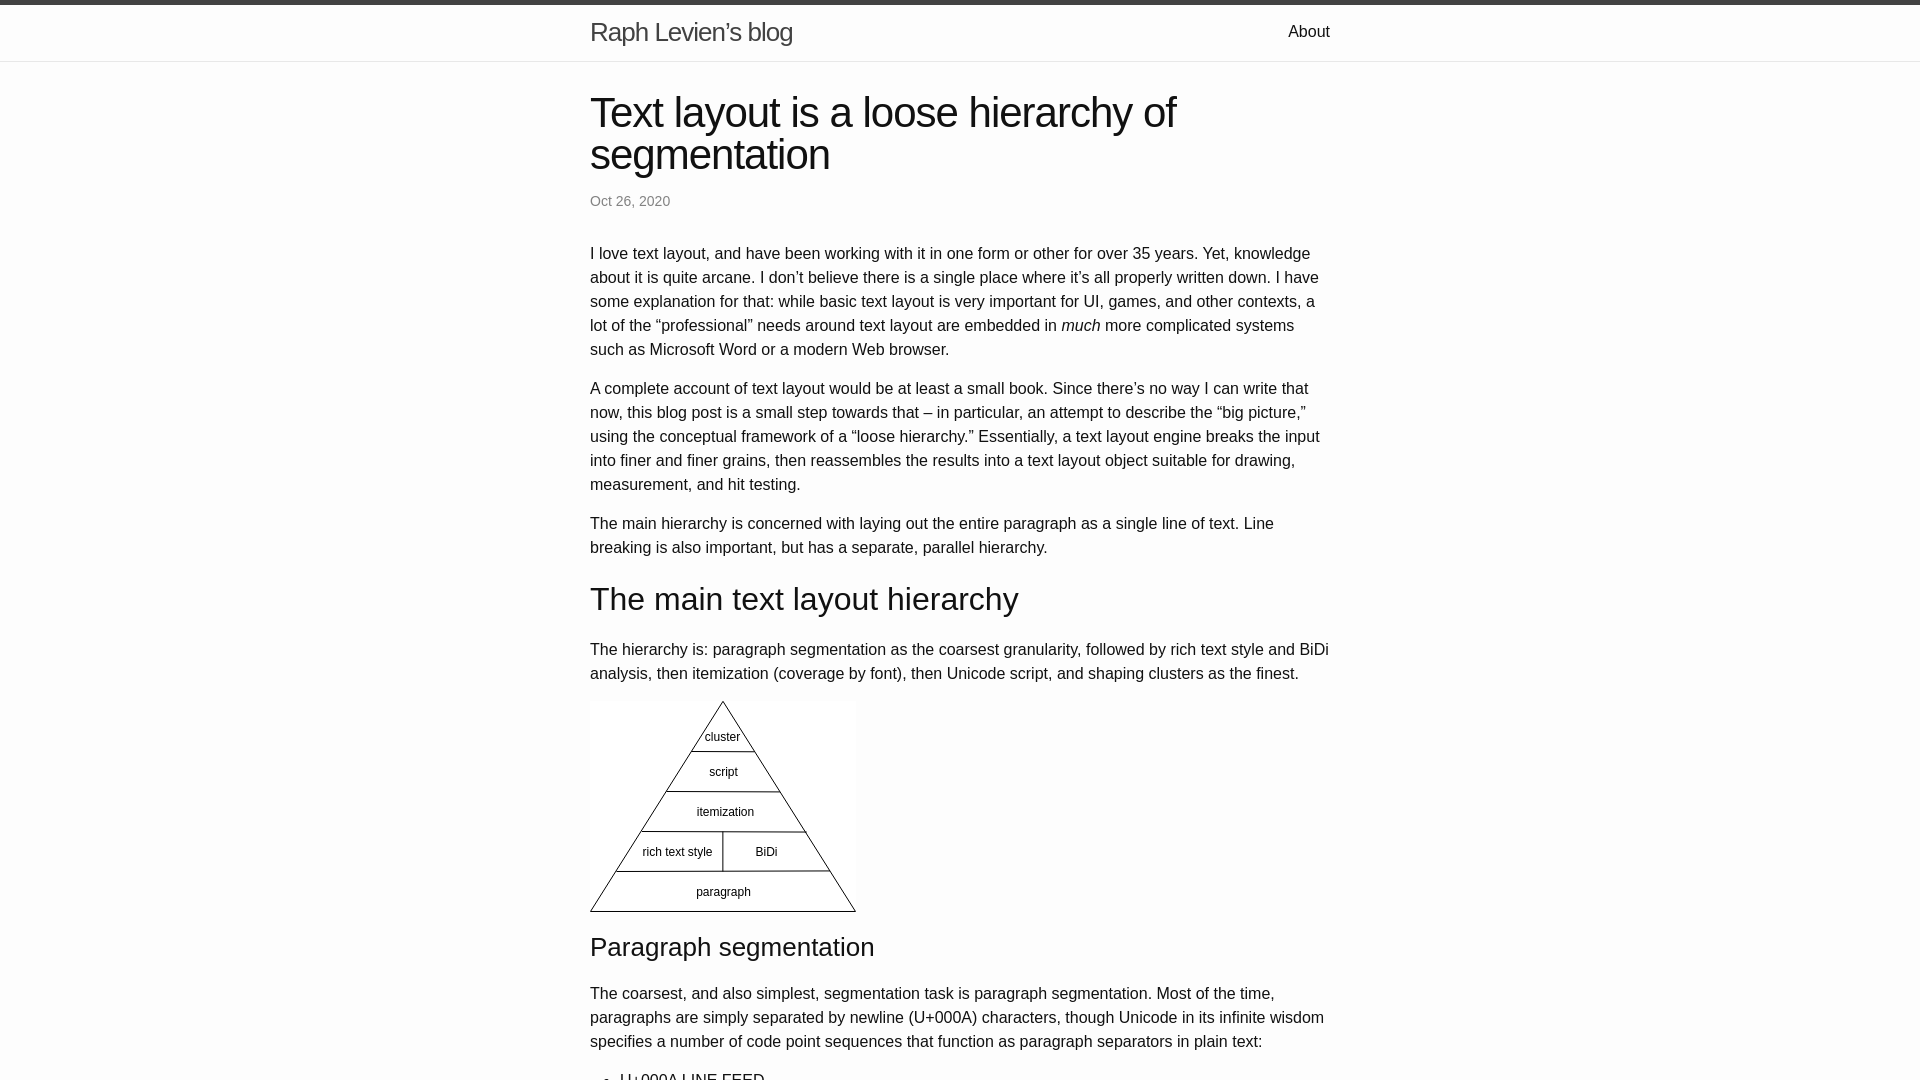 Raph Levien’s blog
About
Text layout is a loose hierarchy of
segmentation
Oct 26, 2020
I love text layout, and have been working with it in one form or other for over 35 years. Yet, knowledge
about it is quite arcane. I don’t believe there is a single place where it’s all properly written down. I have
some explanation for that: while basic text layout is very important for UI, games, and other contexts, a
lot of the “professional” needs around text layout are embedded in much more complicated systems
such as Microsoft Word or a modern Web browser.
A complete account of text layout would be at least a small book. Since there’s no way I can write that
now, this blog post is a small step towards that – in particular, an attempt to describe the “big picture,”
using the conceptual framework of a “loose hierarchy.” Essentially, a text layout engine breaks the input
into finer and finer grains, then reassembles the results into a text layout object suitable for drawing,
measurement, and hit testing.
The main hierarchy is concerned with laying out the entire paragraph as a single line of text. Line
breaking is also important, but has a separate, parallel hierarchy.
The main text layout hierarchy
The hierarchy is: paragraph segmentation as the coarsest granularity, followed by rich text style and BiDi
analysis, then itemization (coverage by font), then Unicode script, and shaping clusters as the finest.
cluster
script
itemization
rich text style
BiDi
paragraph
Paragraph segmentation
The coarsest, and also simplest, segmentation task is paragraph segmentation. Most of the time,
paragraphs are simply separated by newline (U+000A) characters, though Unicode in its infinite wisdom
specifies a number of code point sequences that function as paragraph separators in plain text:
U+000A LINE FEED